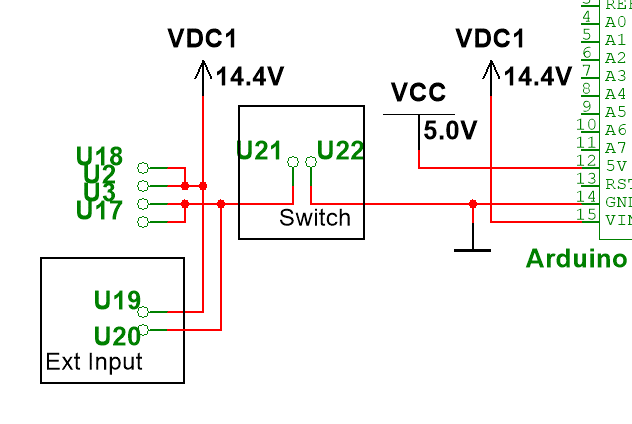 VDC1
14.4V
VDC1
14.4V
VCC
5.0V
U18
U2
U3
U17
U21
U22
Switch
U19
U20
Ext Input
3 REF
4 A0
5 A1
6 A2
7 A3
8 A4
9 A5
10 A6
11 A7
12 5V
13 RST
14 GND
15 VIN
Arduino